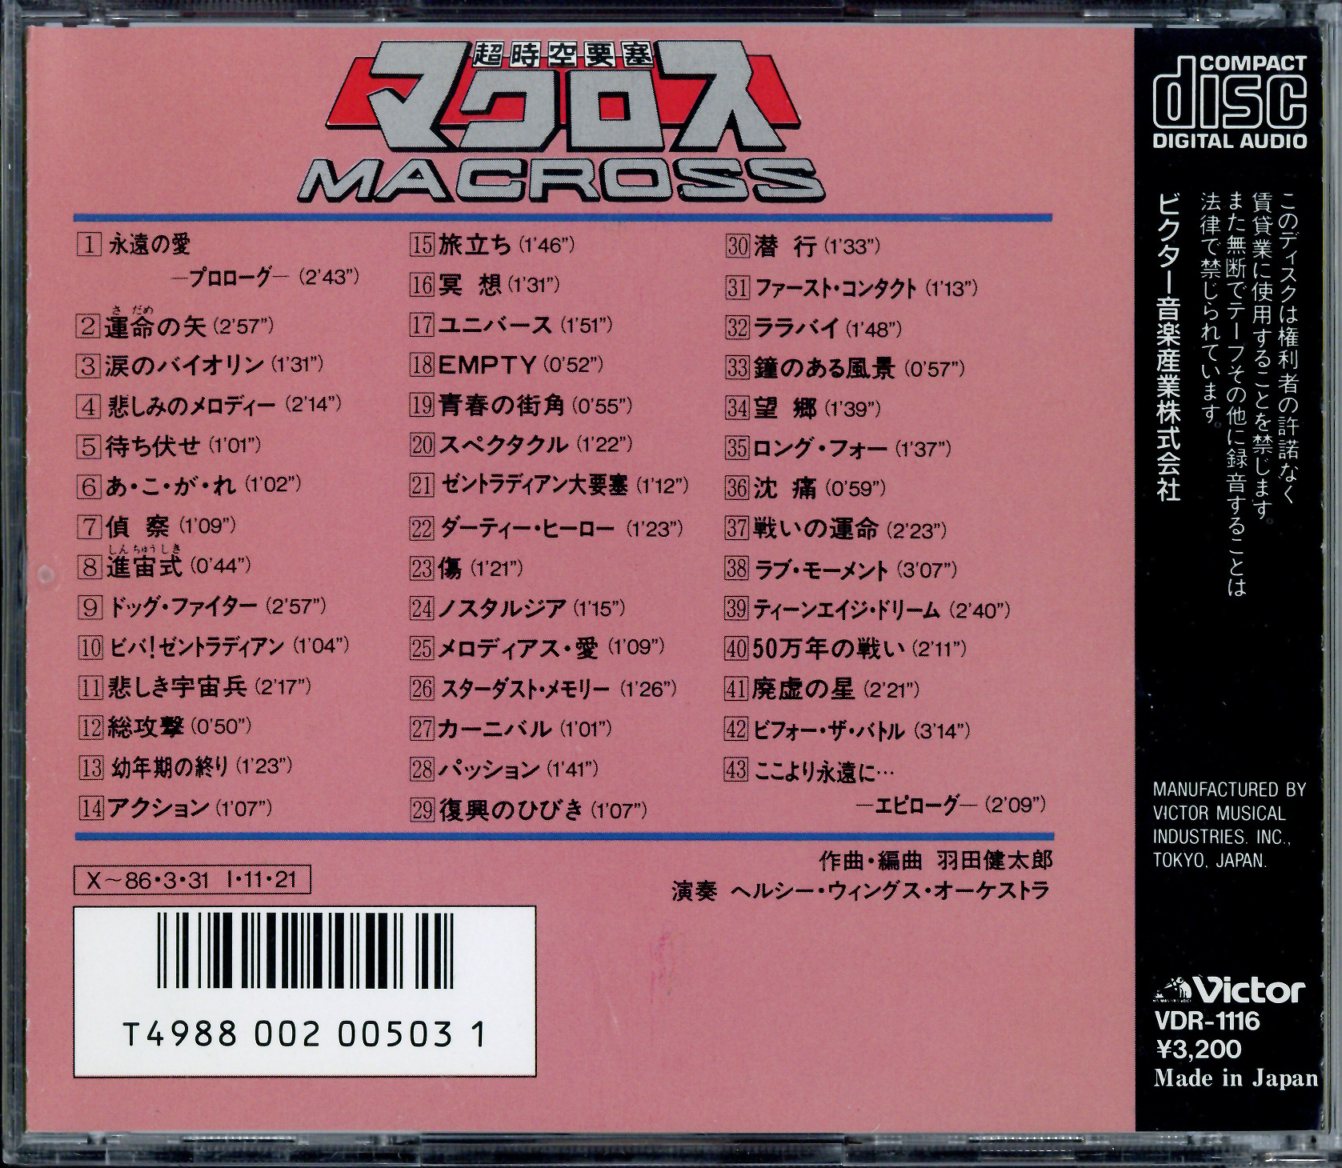 超時空要塞
マクロス
MACROSS
1 永遠の愛
—プロローグ— (2'43")
さだめ
2 運命の矢 (2'57")
3 涙のバイオリン (1'31")
4 悲しみのメロディー (2'14")
5 待ち伏せ (1'01")
6 あ・こ・が・れ (1'02")
7 偵 察 (1'09")
しんちゅうしき
8 進宙式 (0'44")
9 ドッグ・ファイター (2'57")
10 ビバ!ゼントラディアン (1'04")
11 悲しき宇宙兵 (2'17")
12 総攻撃 (0'50")
13 幼年期の終り (1'23")
14 アクション (1'07")
15 旅立ち (1'46")
16 冥 想 (1'31")
17 ユニバース (1'51")
18 EMPTY (0'52")
19 青春の街角 (0'55")
20 スペクタクル (1'22")
21 ゼントラディアン大要塞 (1'12")
22 ダーティー・ヒーロー (1'23")
23 傷 (1'21")
24 ノスタルジア (1'15")
25 メロディアス・愛 (1'09")
26 スターダスト・メモリー (1'26")
27 カーニバル (1'01")
28 パッション (1'41")
29 復興のひびき (1'07")
30 潜 行 (1'33")
31 ファースト・コンタクト (1'13")
32 ララバイ (1'48")
33 鐘のある風景 (0'57")
34 望 郷 (1'39")
35 ロング・フォー (1'37")
36 沈 痛 (0'59")
37 戦いの運命 (2'23")
38 ラブ・モーメント (3'07")
39 ティーンエイジ・ドリーム (2'40")
40 50万年の戦い (2'11")
41 廃虚の星 (2'21")
42 ビフォー・ザ・バトル (3'14")
43 ここより永遠に…
—エピローグ— (2'09")
作曲・編曲 羽田健太郎
演奏 ヘルシー・ウィングス・オーケストラ
X～86・3・31 I・11・21
T4988 002 00503 1
COMPACT
disc
DIGITAL AUDIO
このディスクは権利者の許諾なく
賃貸業に使用することを禁じます。
また無断でテープその他に録音することは
法律で禁じられています。
ビクター音楽産業株式会社
MANUFACTURED BY
VICTOR MUSICAL
INDUSTRIES, INC.,
TOKYO, JAPAN.
Victor
VDR-1116
¥3,200
Made in Japan